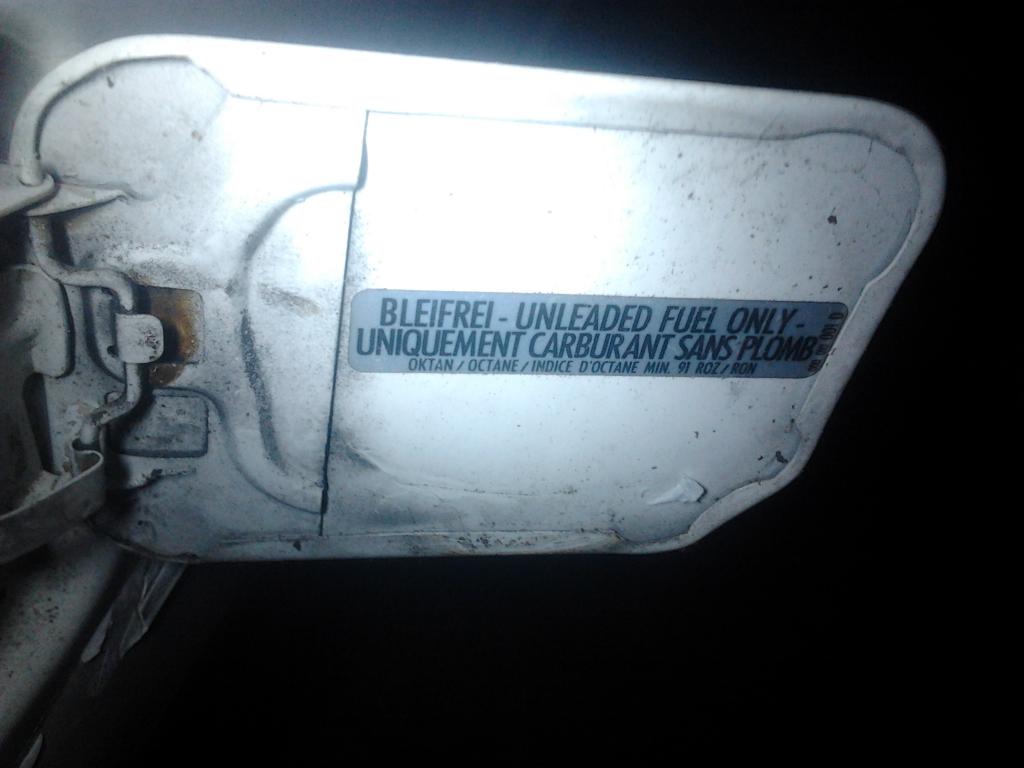 BLEIFREI - UNLEADED FUEL ONLY -
UNIQUEMENT CARBURANT SANS PLOMB
OKTAN / OCTANE / INDICE D'OCTANE MIN. 91 ROZ / RON